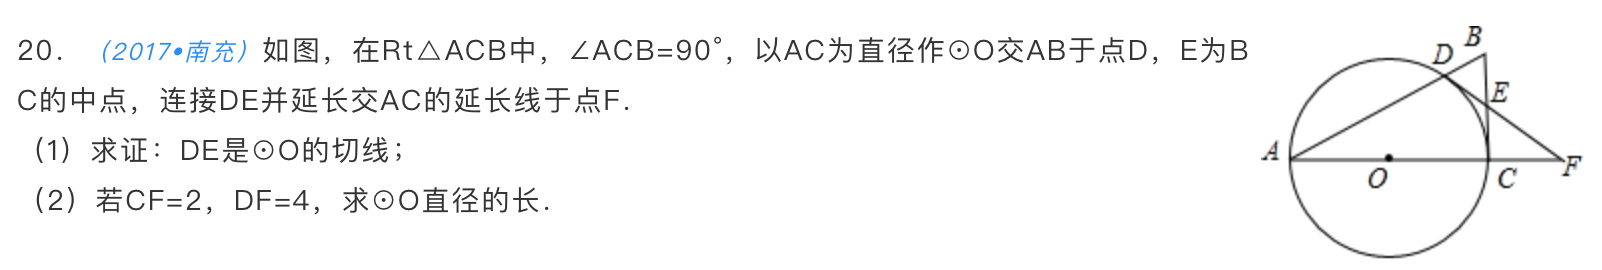 20. （2017•南充）如图，在Rt△ACB中，∠ACB=90°，以AC为直径作⊙O交AB于点D，E为B
C的中点，连接DE并延长交AC的延长线于点F.
（1）求证：DE是⊙O的切线；
（2）若CF=2，DF=4，求⊙O直径的长.
B
D
E
A
O
C
F